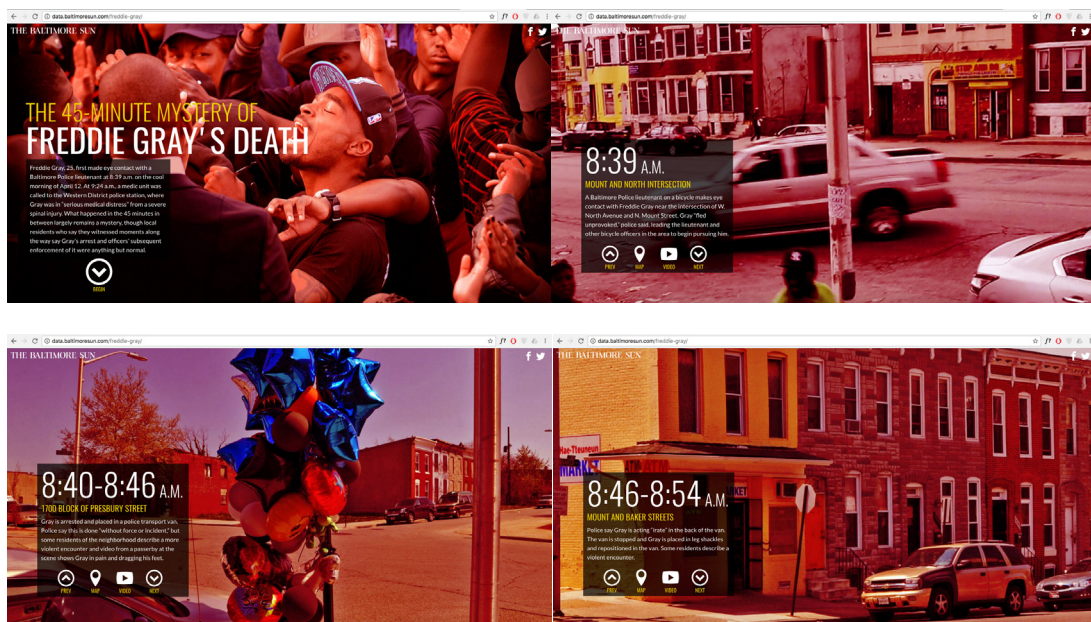 data.baltimoresun.com/freddie-gray/
THE BALTIMORE SUN
THE 45-MINUTE MYSTERY OF
FREDDIE GRAY'S DEATH
Freddie Gray, 25, first made eye contact with a
Baltimore Police lieutenant at 8:39 a.m. on the cool
morning of April 12. At 9:24 a.m., a medic unit was
called to the Western District police station, where
Gray was in "serious medical distress" from a severe
spinal injury. What happened in the 45 minutes in
between largely remains a mystery, though local
residents who say they witnessed moments along
the way say Gray's arrest and officers' subsequent
enforcement of it were anything but normal.
BEGIN
data.baltimoresun.com/freddie-gray/
THE BALTIMORE SUN
8:39 A.M.
MOUNT AND NORTH INTERSECTION
A Baltimore Police lieutenant on a bicycle makes eye
contact with Freddie Gray near the intersection of W.
North Avenue and N. Mount Street. Gray "fled
unprovoked," police said, leading the lieutenant and
other bicycle officers in the area to begin pursuing him.
PREV MAP VIDEO NEXT
data.baltimoresun.com/freddie-gray/
THE BALTIMORE SUN
8:40-8:46 A.M.
1700 BLOCK OF PRESBURY STREET
Gray is arrested and placed in a police transport van.
Police say this is done "without force or incident," but
some residents of the neighborhood describe a more
violent encounter and video from a passerby at the
scene shows Gray in pain and dragging his feet.
PREV MAP VIDEO NEXT
data.baltimoresun.com/freddie-gray/
THE BALTIMORE SUN
Hae-Tteuneun
MARKET
ATM
MARKET
8:46-8:54 A.M.
MOUNT AND BAKER STREETS
Police say Gray is acting "irate" in the back of the van.
The van is stopped and Gray is placed in leg shackles
and repositioned in the van. Some residents describe a
violent encounter.
PREV MAP VIDEO NEXT